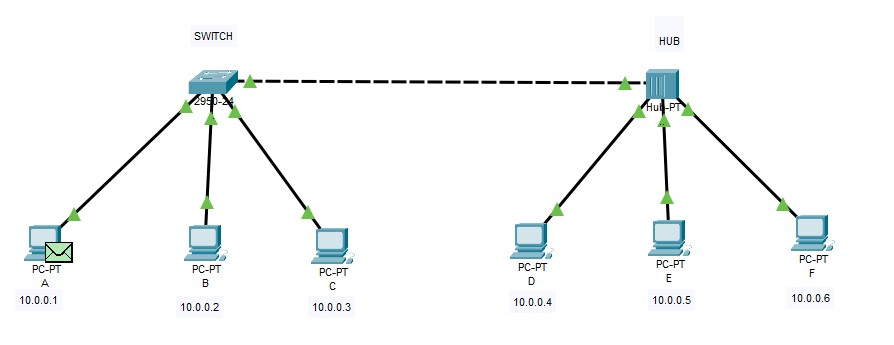 SWITCH
HUB
2950-24
Hub-PT
PC-PT
A
10.0.0.1
PC-PT
B
10.0.0.2
PC-PT
C
10.0.0.3
PC-PT
D
10.0.0.4
PC-PT
E
10.0.0.5
PC-PT
F
10.0.0.6